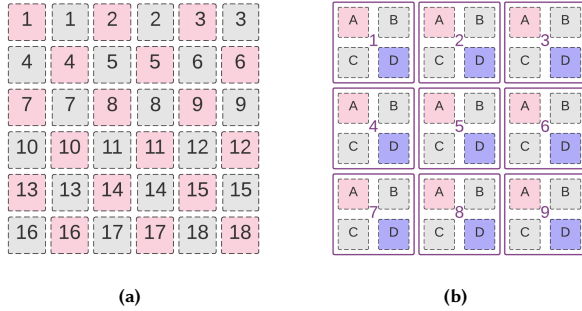 1 1 2 2 3 3
4 4 5 5 6 6
7 7 8 8 9 9
10 10 11 11 12 12
13 13 14 14 15 15
16 16 17 17 18 18
(a)
A B A B A B
1 2 3
C D C D C D
A B A B A B
4 5 6
C D C D C D
A B A B A B
7 8 9
C D C D C D
(b)